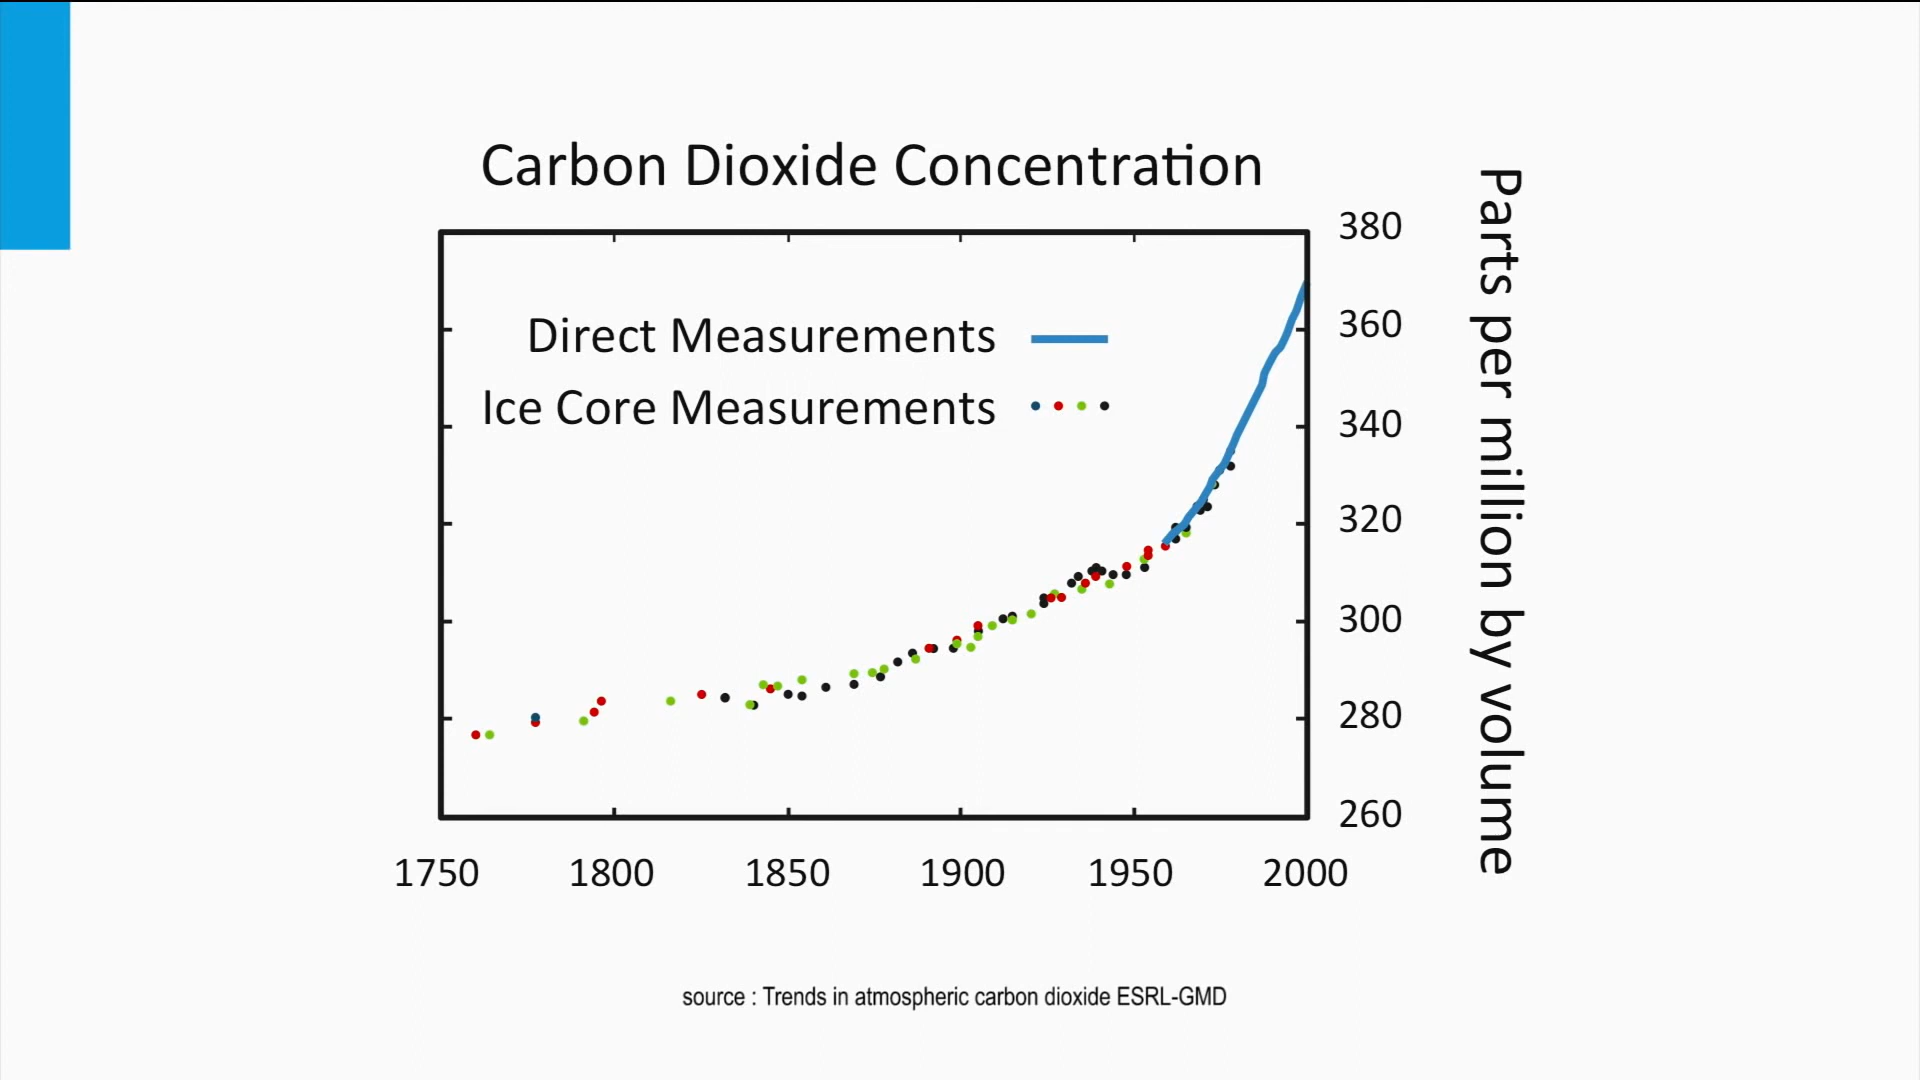 Carbon Dioxide Concentration
Direct Measurements
Ice Core Measurements
380
360
340
320
300
280
260
Parts per million by volume
1750 1800 1850 1900 1950 2000
source : Trends in atmospheric carbon dioxide ESRL-GMD